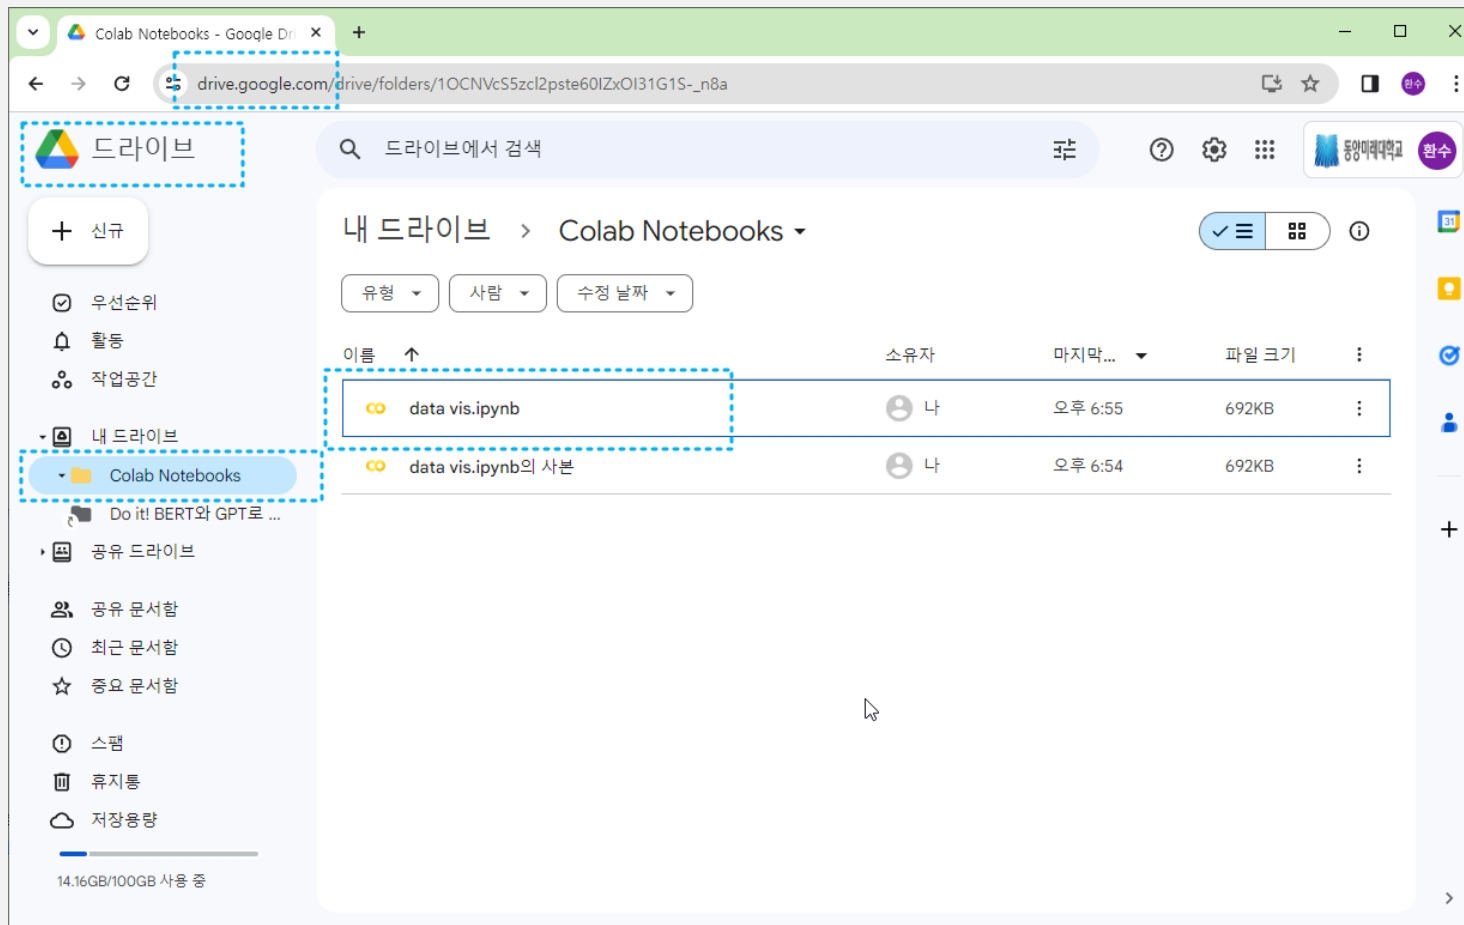 Colab Notebooks - Google Dri
drive.google.com/drive/folders/1OCNVcS5zcl2pste60IZxOI31G1S-_n8a
환수
드라이브
드라이브에서 검색
동양미래대학교
환수
신규
내 드라이브 > Colab Notebooks
31
유형
사람
수정 날짜
우선순위
활동
작업공간
이름 소유자 마지막... 파일 크기
data vis.ipynb 나 오후 6:55 692KB
data vis.ipynb의 사본 나 오후 6:54 692KB
내 드라이브
Colab Notebooks
Do it! BERT와 GPT로 ...
공유 드라이브
공유 문서함
최근 문서함
중요 문서함
스팸
휴지통
저장용량
14.16GB/100GB 사용 중